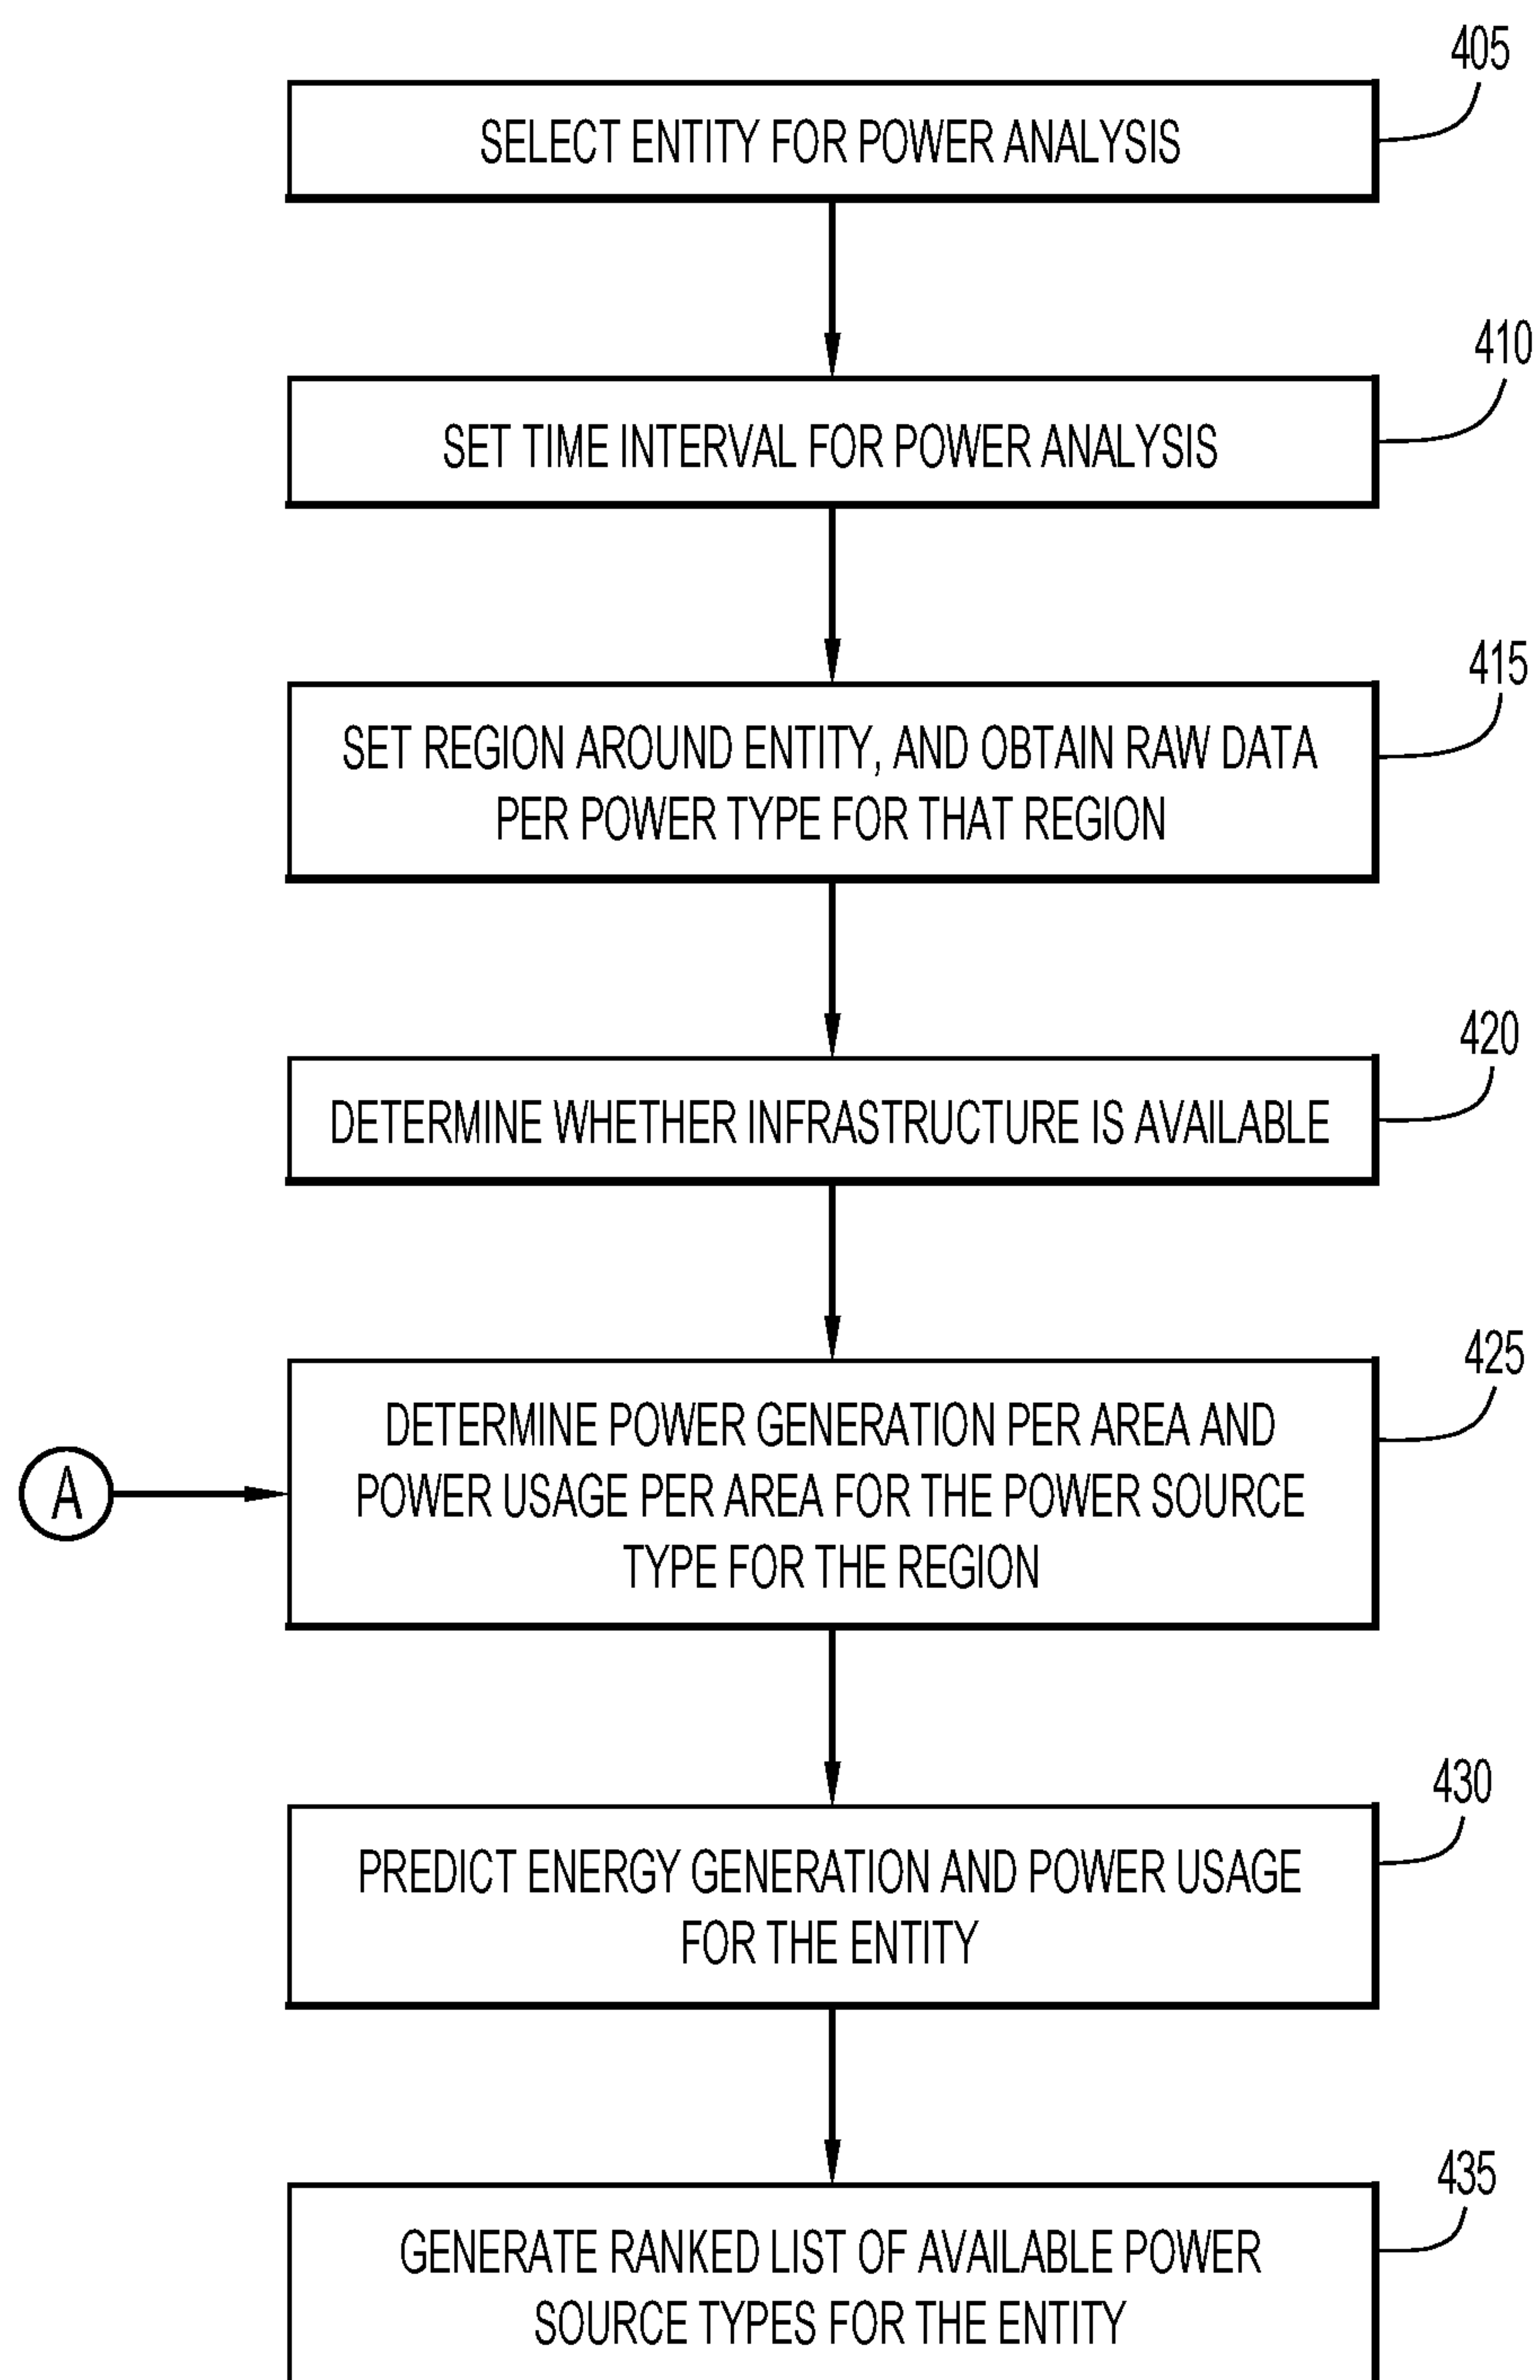 405
SELECT ENTITY FOR POWER ANALYSIS
410
SET TIME INTERVAL FOR POWER ANALYSIS
415
SET REGION AROUND ENTITY, AND OBTAIN RAW DATA
PER POWER TYPE FOR THAT REGION
420
DETERMINE WHETHER INFRASTRUCTURE IS AVAILABLE
425
DETERMINE POWER GENERATION PER AREA AND
POWER USAGE PER AREA FOR THE POWER SOURCE
TYPE FOR THE REGION
A
430
PREDICT ENERGY GENERATION AND POWER USAGE
FOR THE ENTITY
435
GENERATE RANKED LIST OF AVAILABLE POWER
SOURCE TYPES FOR THE ENTITY